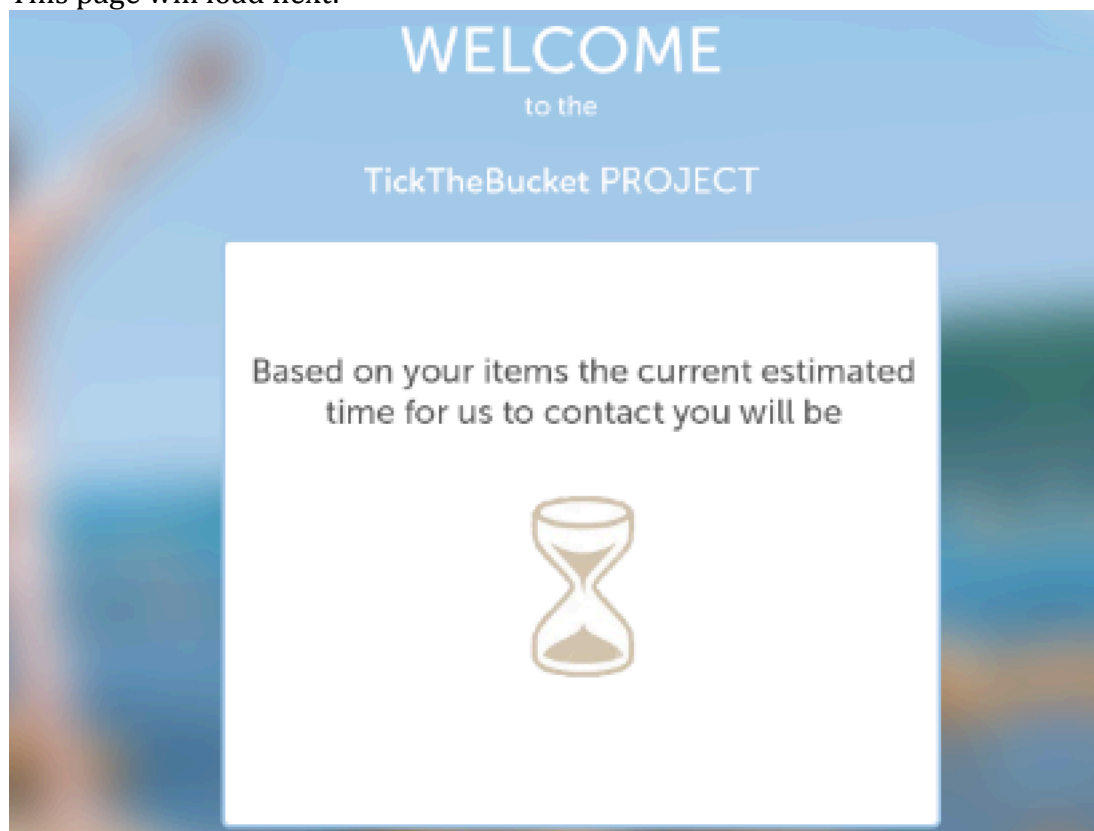 This page will load next.
WELCOME
to the
TickTheBucket PROJECT
Based on your items the current estimated
time for us to contact you will be